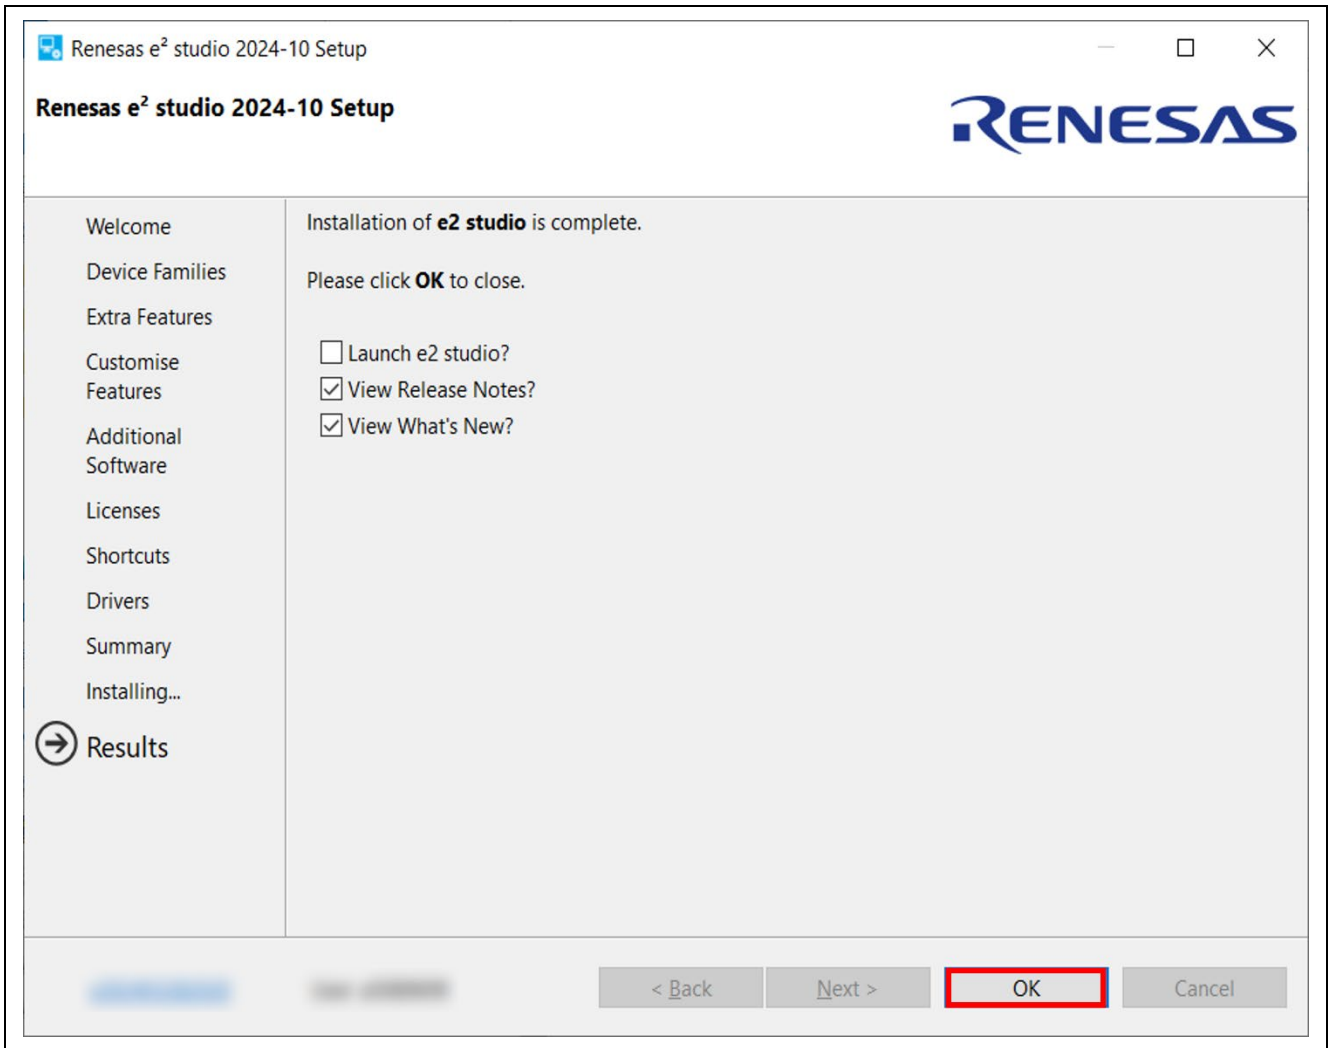 Renesas e² studio 2024-10 Setup
Renesas e² studio 2024-10 Setup
RENESAS
Welcome
Device Families
Extra Features
Customise
Features
Additional
Software
Licenses
Shortcuts
Drivers
Summary
Installing...
Results
Installation of e2 studio is complete.
Please click OK to close.
Launch e2 studio?
View Release Notes?
View What's New?
< Back
Next >
OK
Cancel